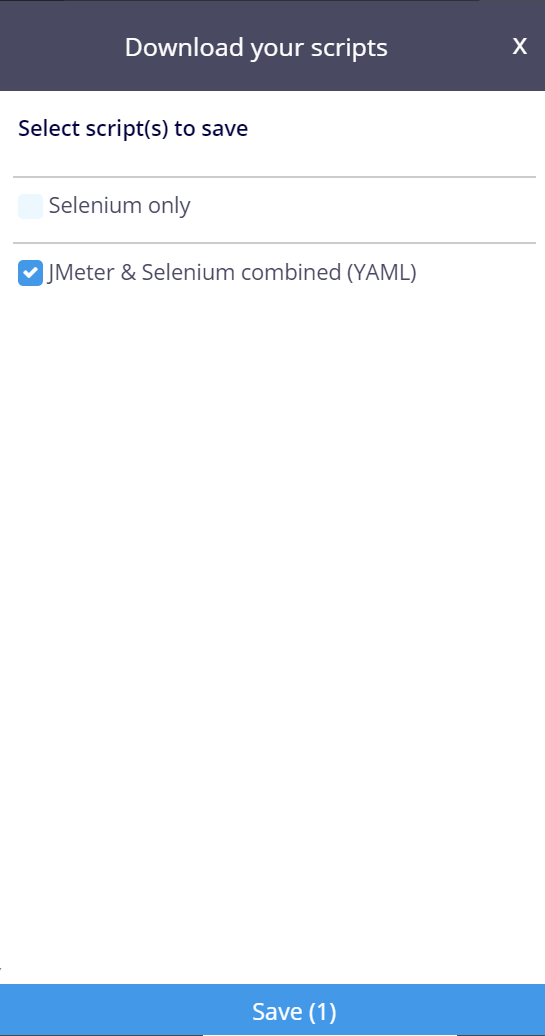 Download your scripts
X
Select script(s) to save
Selenium only
JMeter & Selenium combined (YAML)
Save (1)